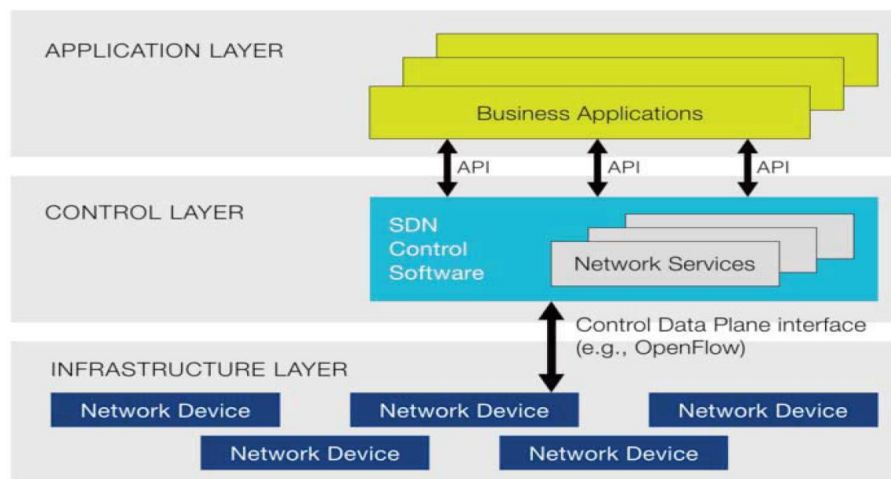 APPLICATION LAYER
Business Applications
API
API
API
CONTROL LAYER
SDN
Control
Software
Network Services
Control Data Plane interface
(e.g., OpenFlow)
INFRASTRUCTURE LAYER
Network Device
Network Device
Network Device
Network Device
Network Device